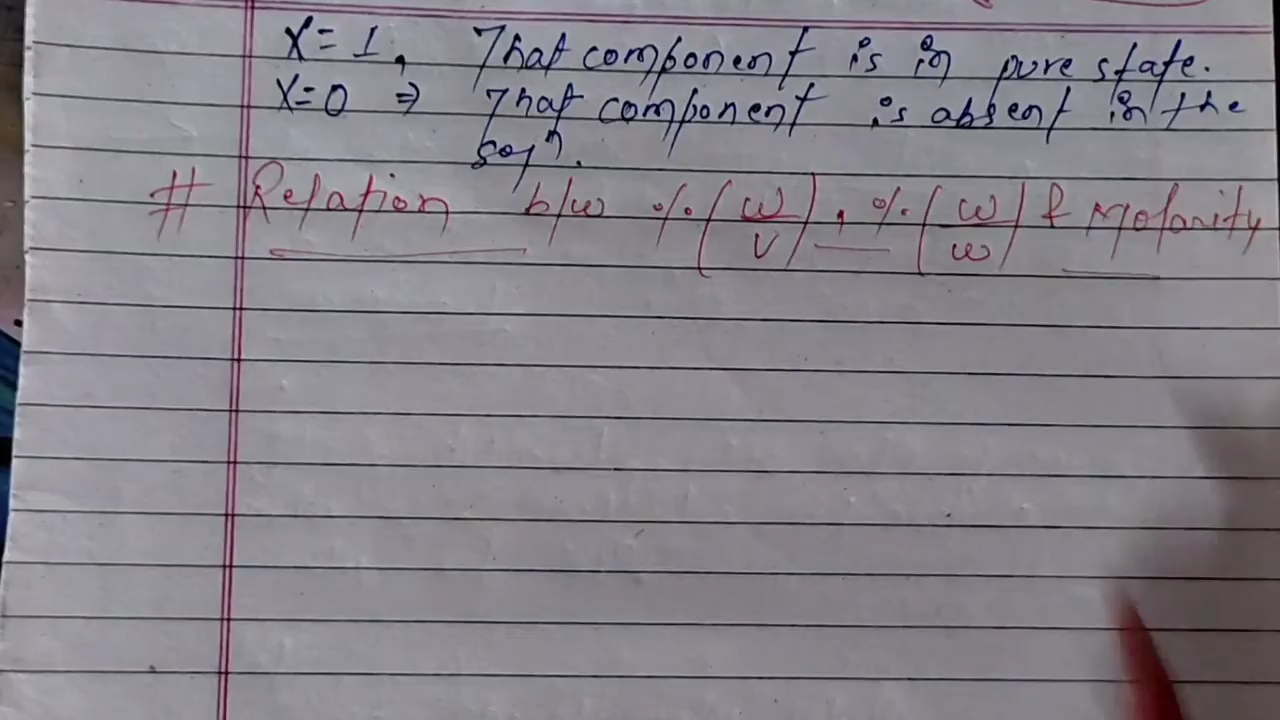 X = 1, That component is in pure state.
X=0 ⇒ That component is absent in the
solⁿ.
# Relation b/w % (w/v), % (w/w) & Molarity